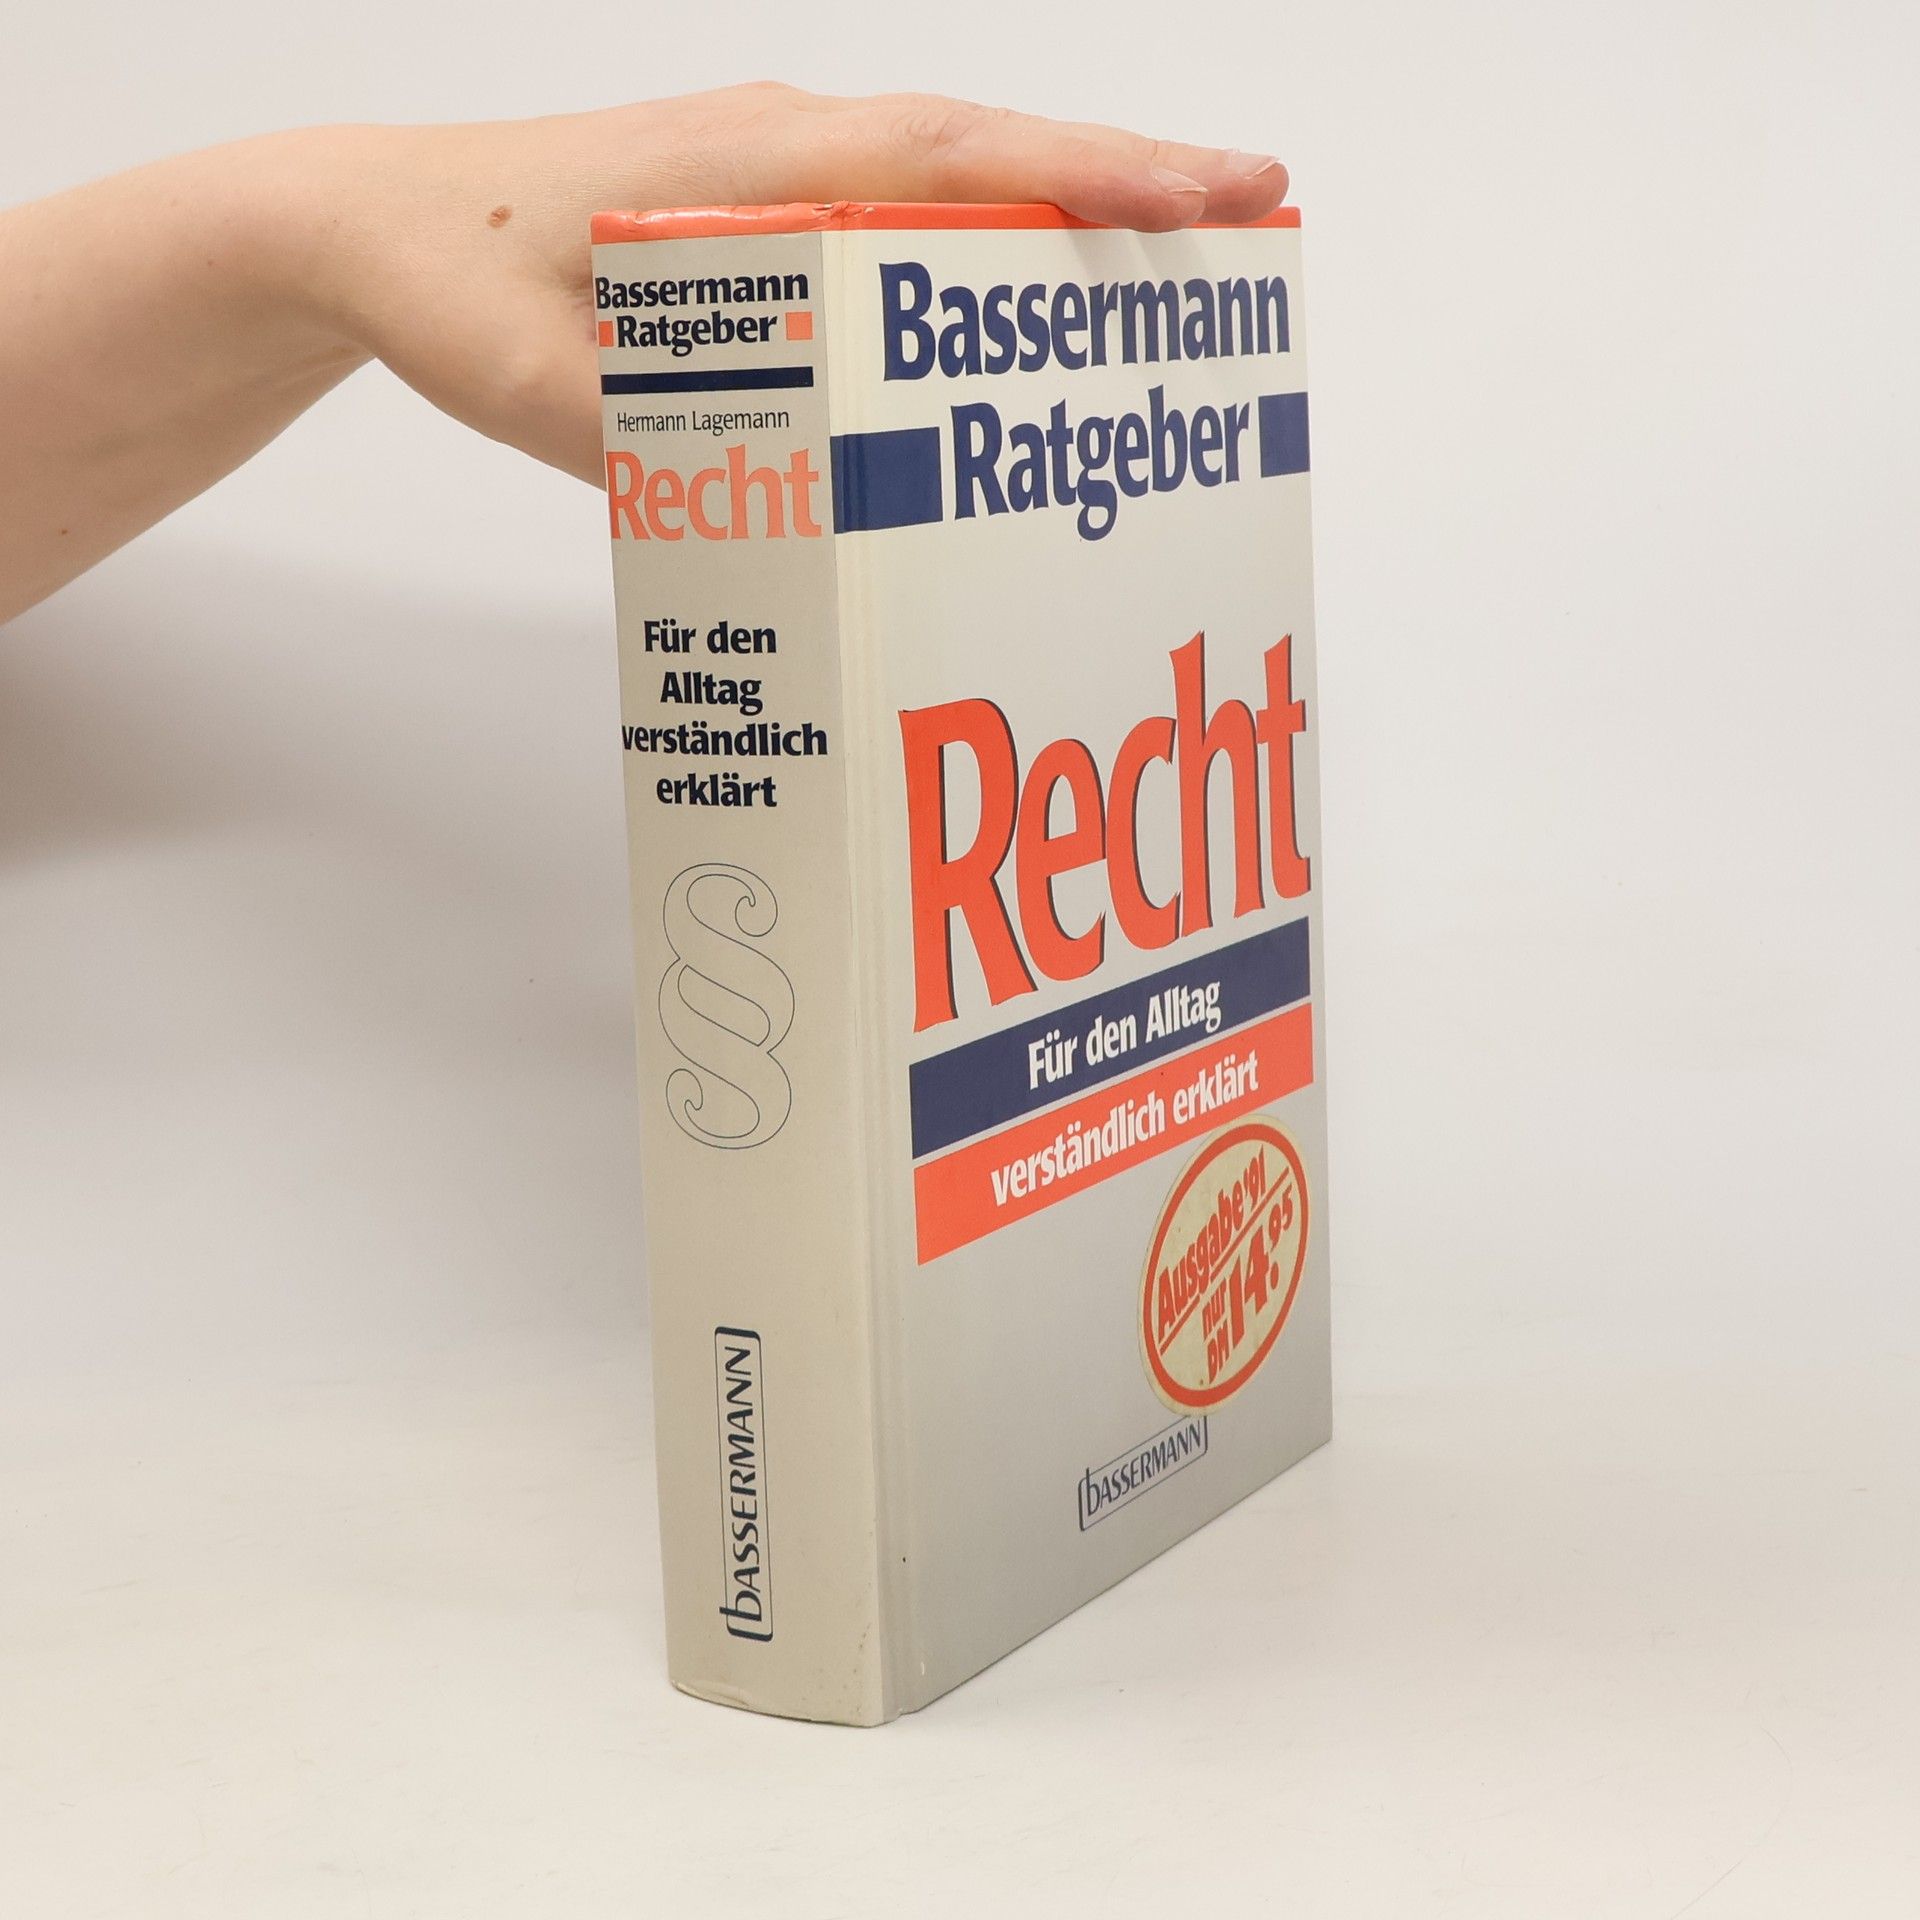 Bassermann
Ratgeber
Hermann Lagemann
Recht
Für den
Alltag
verständlich
erklärt
§
bASSERMANN
Bassermann
Ratgeber
Recht
Für den Alltag
verständlich erklärt
Ausgabe '91
nur
DM 14.95
bASSERMANN